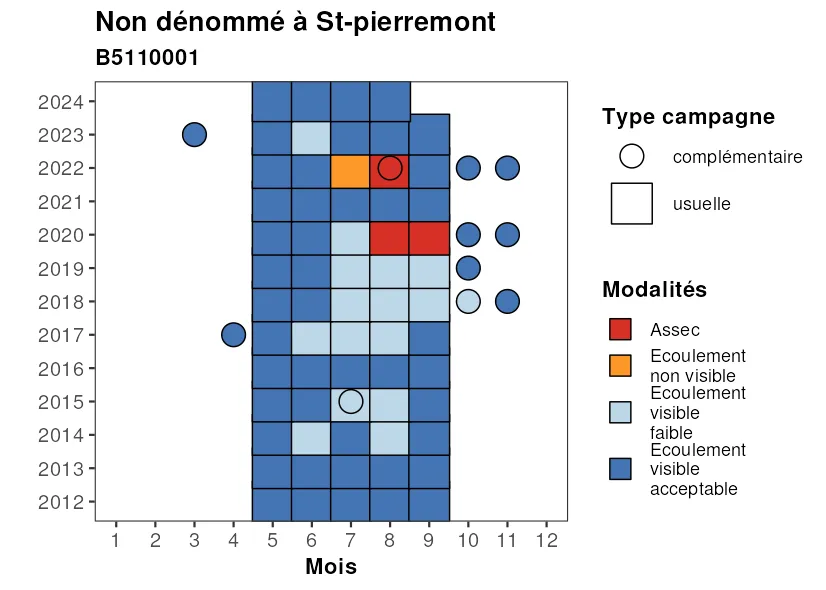 Non dénommé à St-pierremont
B5110001
2024
2023
2022
2021
2020
2019
2018
2017
2016
2015
2014
2013
2012
1 2 3 4 5 6 7 8 9 10 11 12
Mois
Type campagne
complémentaire
usuelle
Modalités
Assec
Ecoulement
non visible
Ecoulement
visible
faible
Ecoulement
visible
acceptable